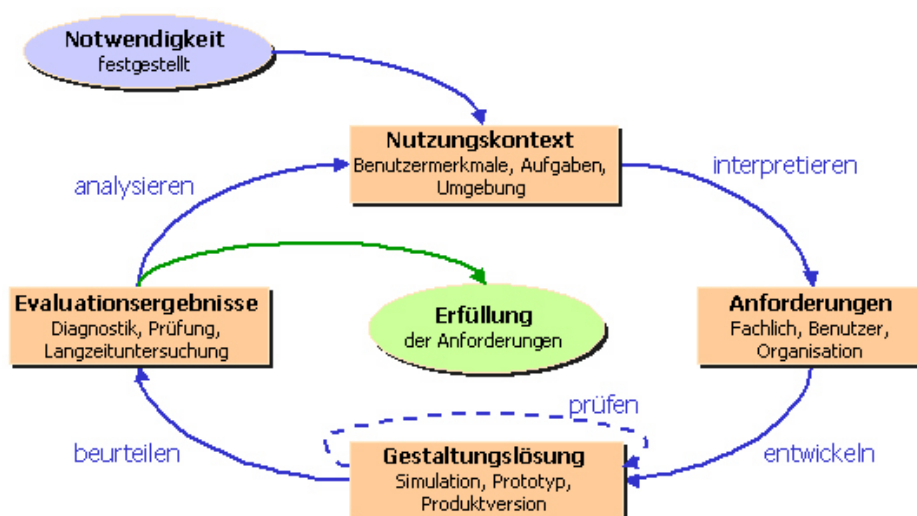 Notwendigkeit
festgestellt
Nutzungskontext
Benutzermerkmale, Aufgaben,
Umgebung
interpretieren
analysieren
Evaluationsergebnisse
Diagnostik, Prüfung,
Langzeituntersuchung
Erfüllung
der Anforderungen
Anforderungen
Fachlich, Benutzer,
Organisation
prüfen
beurteilen
Gestaltungslösung
Simulation, Prototyp,
Produktversion
entwickeln